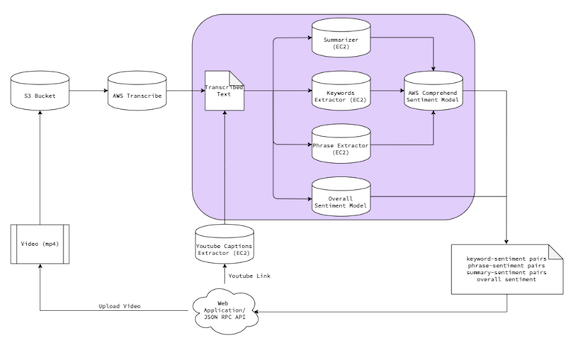 Summarizer
(EC2)
S3 Bucket
AWS Transcribe
Transcribed
Text
Keywords
Extractor (EC2)
AWS Comprehend
Sentiment Model
Phrase Extractor
(EC2)
Overall
Sentiment Model
Video (mp4)
Youtube Captions
Extractor (EC2)
keyword-sentiment pairs
phrase-sentiment pairs
summary-sentiment pairs
overall sentiment
Youtube Link
Upload Video
Web
Application/
JSON RPC API